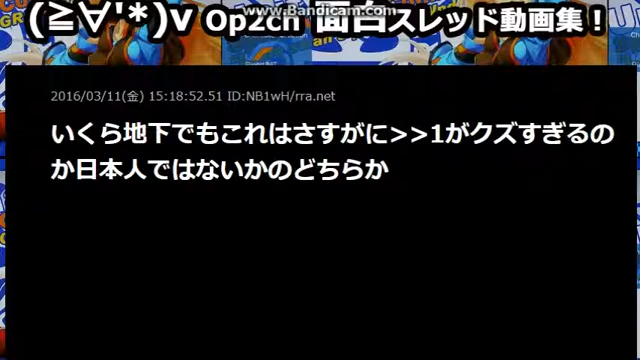 (≧∀'*)v Op2ch 面白スレッド動画集！
www.Bandicam.com
2016/03/11(金) 15:18:52.51 ID:NB1wH/rra.net
いくら地下でもこれはさすがに>>1がクズすぎるの
か日本人ではないかのどちらか